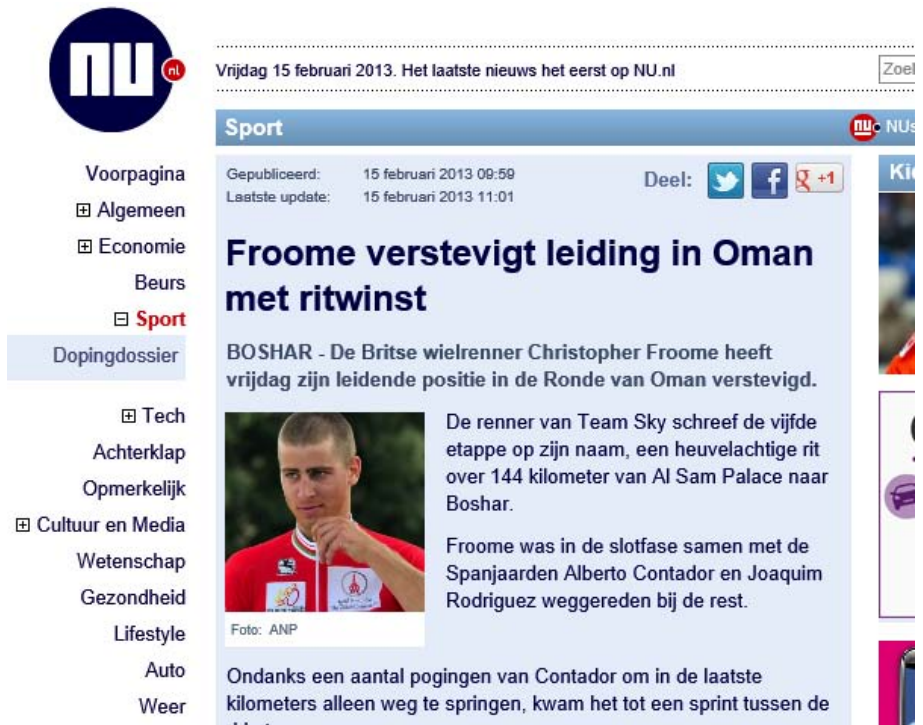 NU
nl
Vrijdag 15 februari 2013. Het laatste nieuws het eerst op NU.nl
Sport
Voorpagina
Algemeen
Economie
Beurs
Sport
Dopingdossier
Tech
Achterklap
Opmerkelijk
Cultuur en Media
Wetenschap
Gezondheid
Lifestyle
Auto
Weer
Gepubliceerd: 15 februari 2013 09:59
Laatste update: 15 februari 2013 11:01
Deel:
g +1
Froome verstevigt leiding in Oman
met ritwinst
BOSHAR - De Britse wielrenner Christopher Froome heeft
vrijdag zijn leidende positie in de Ronde van Oman verstevigd.
Foto: ANP
De renner van Team Sky schreef de vijfde
etappe op zijn naam, een heuvelachtige rit
over 144 kilometer van Al Sam Palace naar
Boshar.
Froome was in de slotfase samen met de
Spanjaarden Alberto Contador en Joaquim
Rodriguez weggereden bij de rest.
Ondanks een aantal pogingen van Contador om in de laatste
kilometers alleen weg te springen, kwam het tot een sprint tussen de